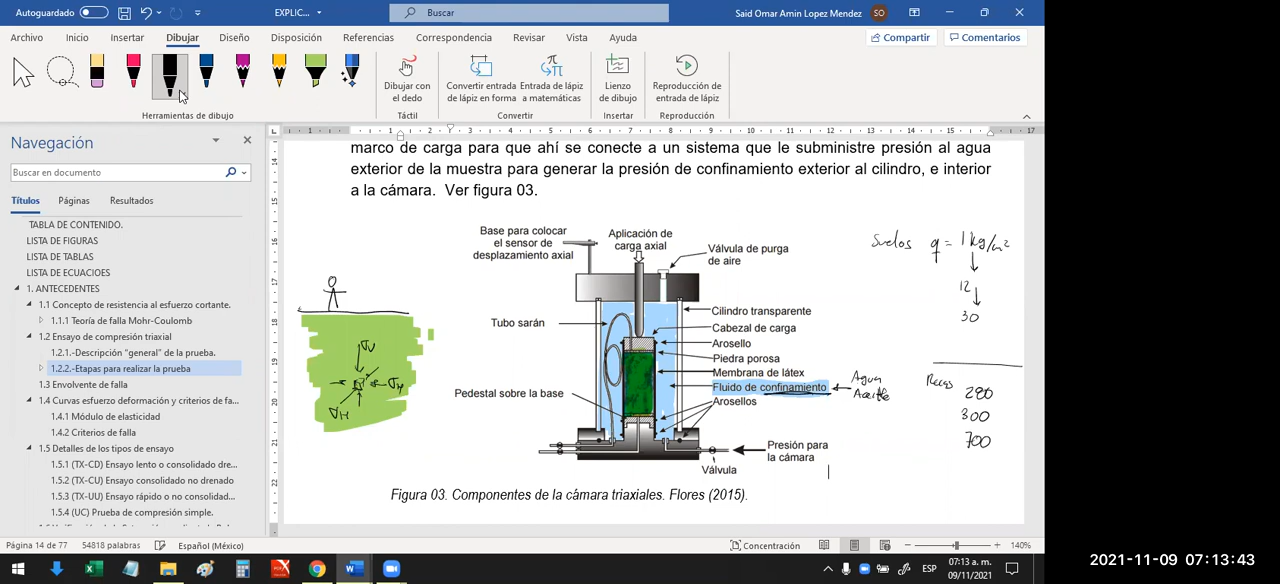 Autoguardado
EXPLIC...
Buscar
Said Omar Amin Lopez Mendez
SO
Archivo
Inicio
Insertar
Dibujar
Diseño
Disposición
Referencias
Correspondencia
Revisar
Vista
Ayuda
Compartir
Comentarios
Dibujar con el dedo
Convertir entrada de lápiz en forma
Entrada de lápiz a matemáticas
Lienzo de dibujo
Reproducción de entrada de lápiz
Herramientas de dibujo
Táctil
Convertir
Insertar
Reproducción
Navegación
Buscar en documento
Títulos
Páginas
Resultados
TABLA DE CONTENIDO.
LISTA DE FIGURAS
LISTA DE TABLAS
LISTA DE ECUACIOES
1. ANTECEDENTES
1.1 Concepto de resistencia al esfuerzo cortante.
1.1.1 Teoría de falla Mohr-Coulomb
1.2 Ensayo de compresión triaxial
1.2.1.-Descripción "general" de la prueba.
1.2.2.-Etapas para realizar la prueba
1.3 Envolvente de falla
1.4 Curvas esfuerzo deformación y criterios de fa...
1.4.1 Módulo de elasticidad
1.4.2 Criterios de falla
1.5 Detalles de los tipos de ensayo
1.5.1 (TX-CD) Ensayo lento o consolidado dre...
1.5.2 (TX-CU) Ensayo consolidado no drenado
1.5.3 (TX-UU) Ensayo rápido o no consolidad...
1.5.4 (UC) Prueba de compresión simple.
marco de carga para que ahí se conecte a un sistema que le subministre presión al agua
exterior de la muestra para generar la presión de confinamiento exterior al cilindro, e interior
a la cámara. Ver figura 03.
Base para colocar
el sensor de
desplazamiento axial
Aplicación de
carga axial
Válvula de purga
de aire
Tubo sarán
Cilindro transparente
Cabezal de carga
Arosello
Piedra porosa
Membrana de látex
Fluido de confinamiento
Agua
Aceite
Pedestal sobre la base
Arosellos
Presión para
la cámara
Válvula
Suelos q = 1 kg/cm²
12
30
Rocas 280
300
700
σv
σH
σH
Figura 03. Componentes de la cámara triaxiales. Flores (2015).
Página 14 de 77
54818 palabras
Español (México)
Concentración
140%
ESP
07:13 a. m.
09/11/2021
2021-11-09 07:13:43